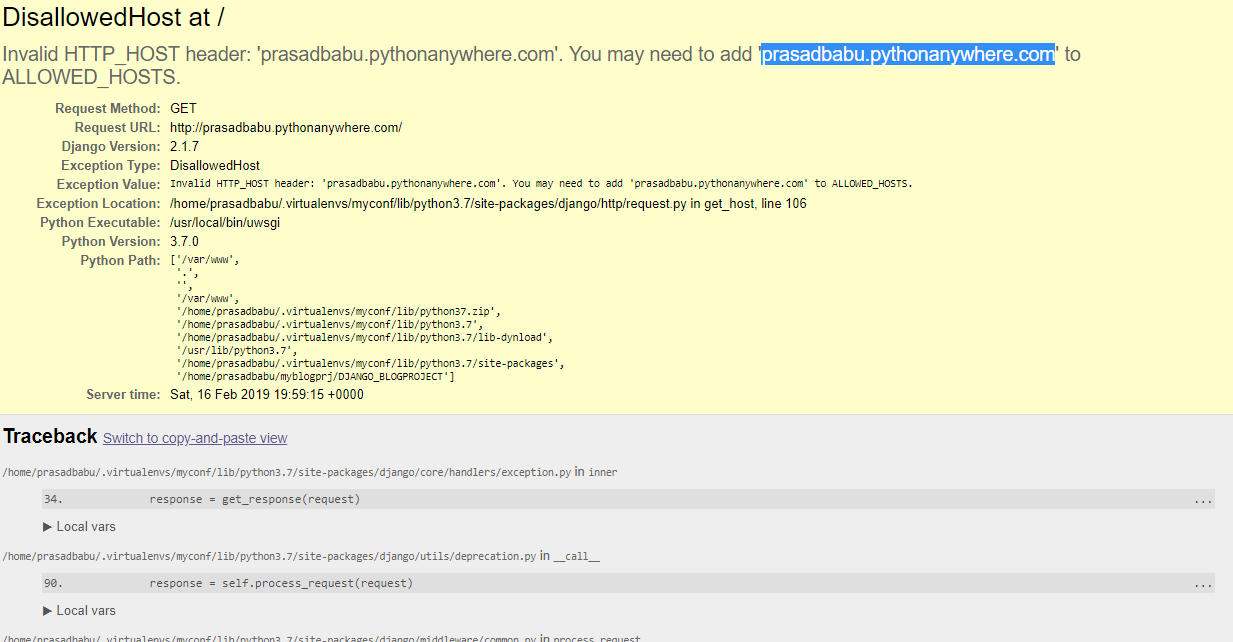 DisallowedHost at /
Invalid HTTP_HOST header: 'prasadbabu.pythonanywhere.com'. You may need to add 'prasadbabu.pythonanywhere.com' to
ALLOWED_HOSTS.
Request Method: GET
Request URL: http://prasadbabu.pythonanywhere.com/
Django Version: 2.1.7
Exception Type: DisallowedHost
Exception Value: Invalid HTTP_HOST header: 'prasadbabu.pythonanywhere.com'. You may need to add 'prasadbabu.pythonanywhere.com' to ALLOWED_HOSTS.
Exception Location: /home/prasadbabu/.virtualenvs/myconf/lib/python3.7/site-packages/django/http/request.py in get_host, line 106
Python Executable: /usr/local/bin/uwsgi
Python Version: 3.7.0
Python Path: ['/var/www',
'.',
'',
'/var/www',
'/home/prasadbabu/.virtualenvs/myconf/lib/python37.zip',
'/home/prasadbabu/.virtualenvs/myconf/lib/python3.7',
'/home/prasadbabu/.virtualenvs/myconf/lib/python3.7/lib-dynload',
'/usr/lib/python3.7',
'/home/prasadbabu/.virtualenvs/myconf/lib/python3.7/site-packages',
'/home/prasadbabu/myblogprj/DJANGO_BLOGPROJECT']
Server time: Sat, 16 Feb 2019 19:59:15 +0000
Traceback Switch to copy-and-paste view
/home/prasadbabu/.virtualenvs/myconf/lib/python3.7/site-packages/django/core/handlers/exception.py in inner
34. response = get_response(request) ...
▶ Local vars
/home/prasadbabu/.virtualenvs/myconf/lib/python3.7/site-packages/django/utils/deprecation.py in __call__
90. response = self.process_request(request) ...
▶ Local vars
/home/prasadbabu/.virtualenvs/myconf/lib/python3.7/site-packages/django/middleware/common.py in process_request